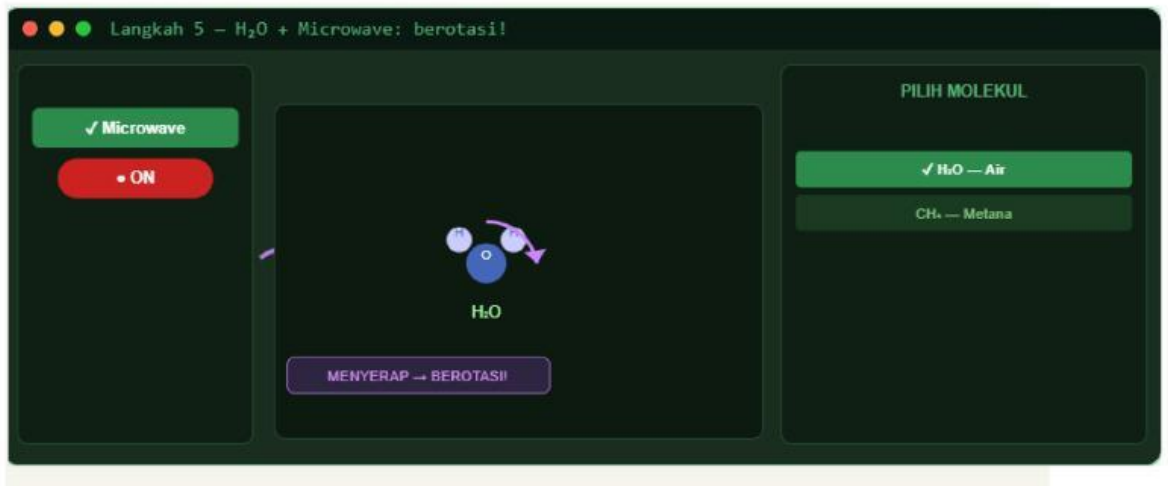 Langkah 5 – H₂O + Microwave: berotasi!
✓ Microwave
• ON
H
O
H₂O
MENYERAP → BEROTASI!
PILIH MOLEKUL
✓ H₂O — Air
CH₄ — Metana